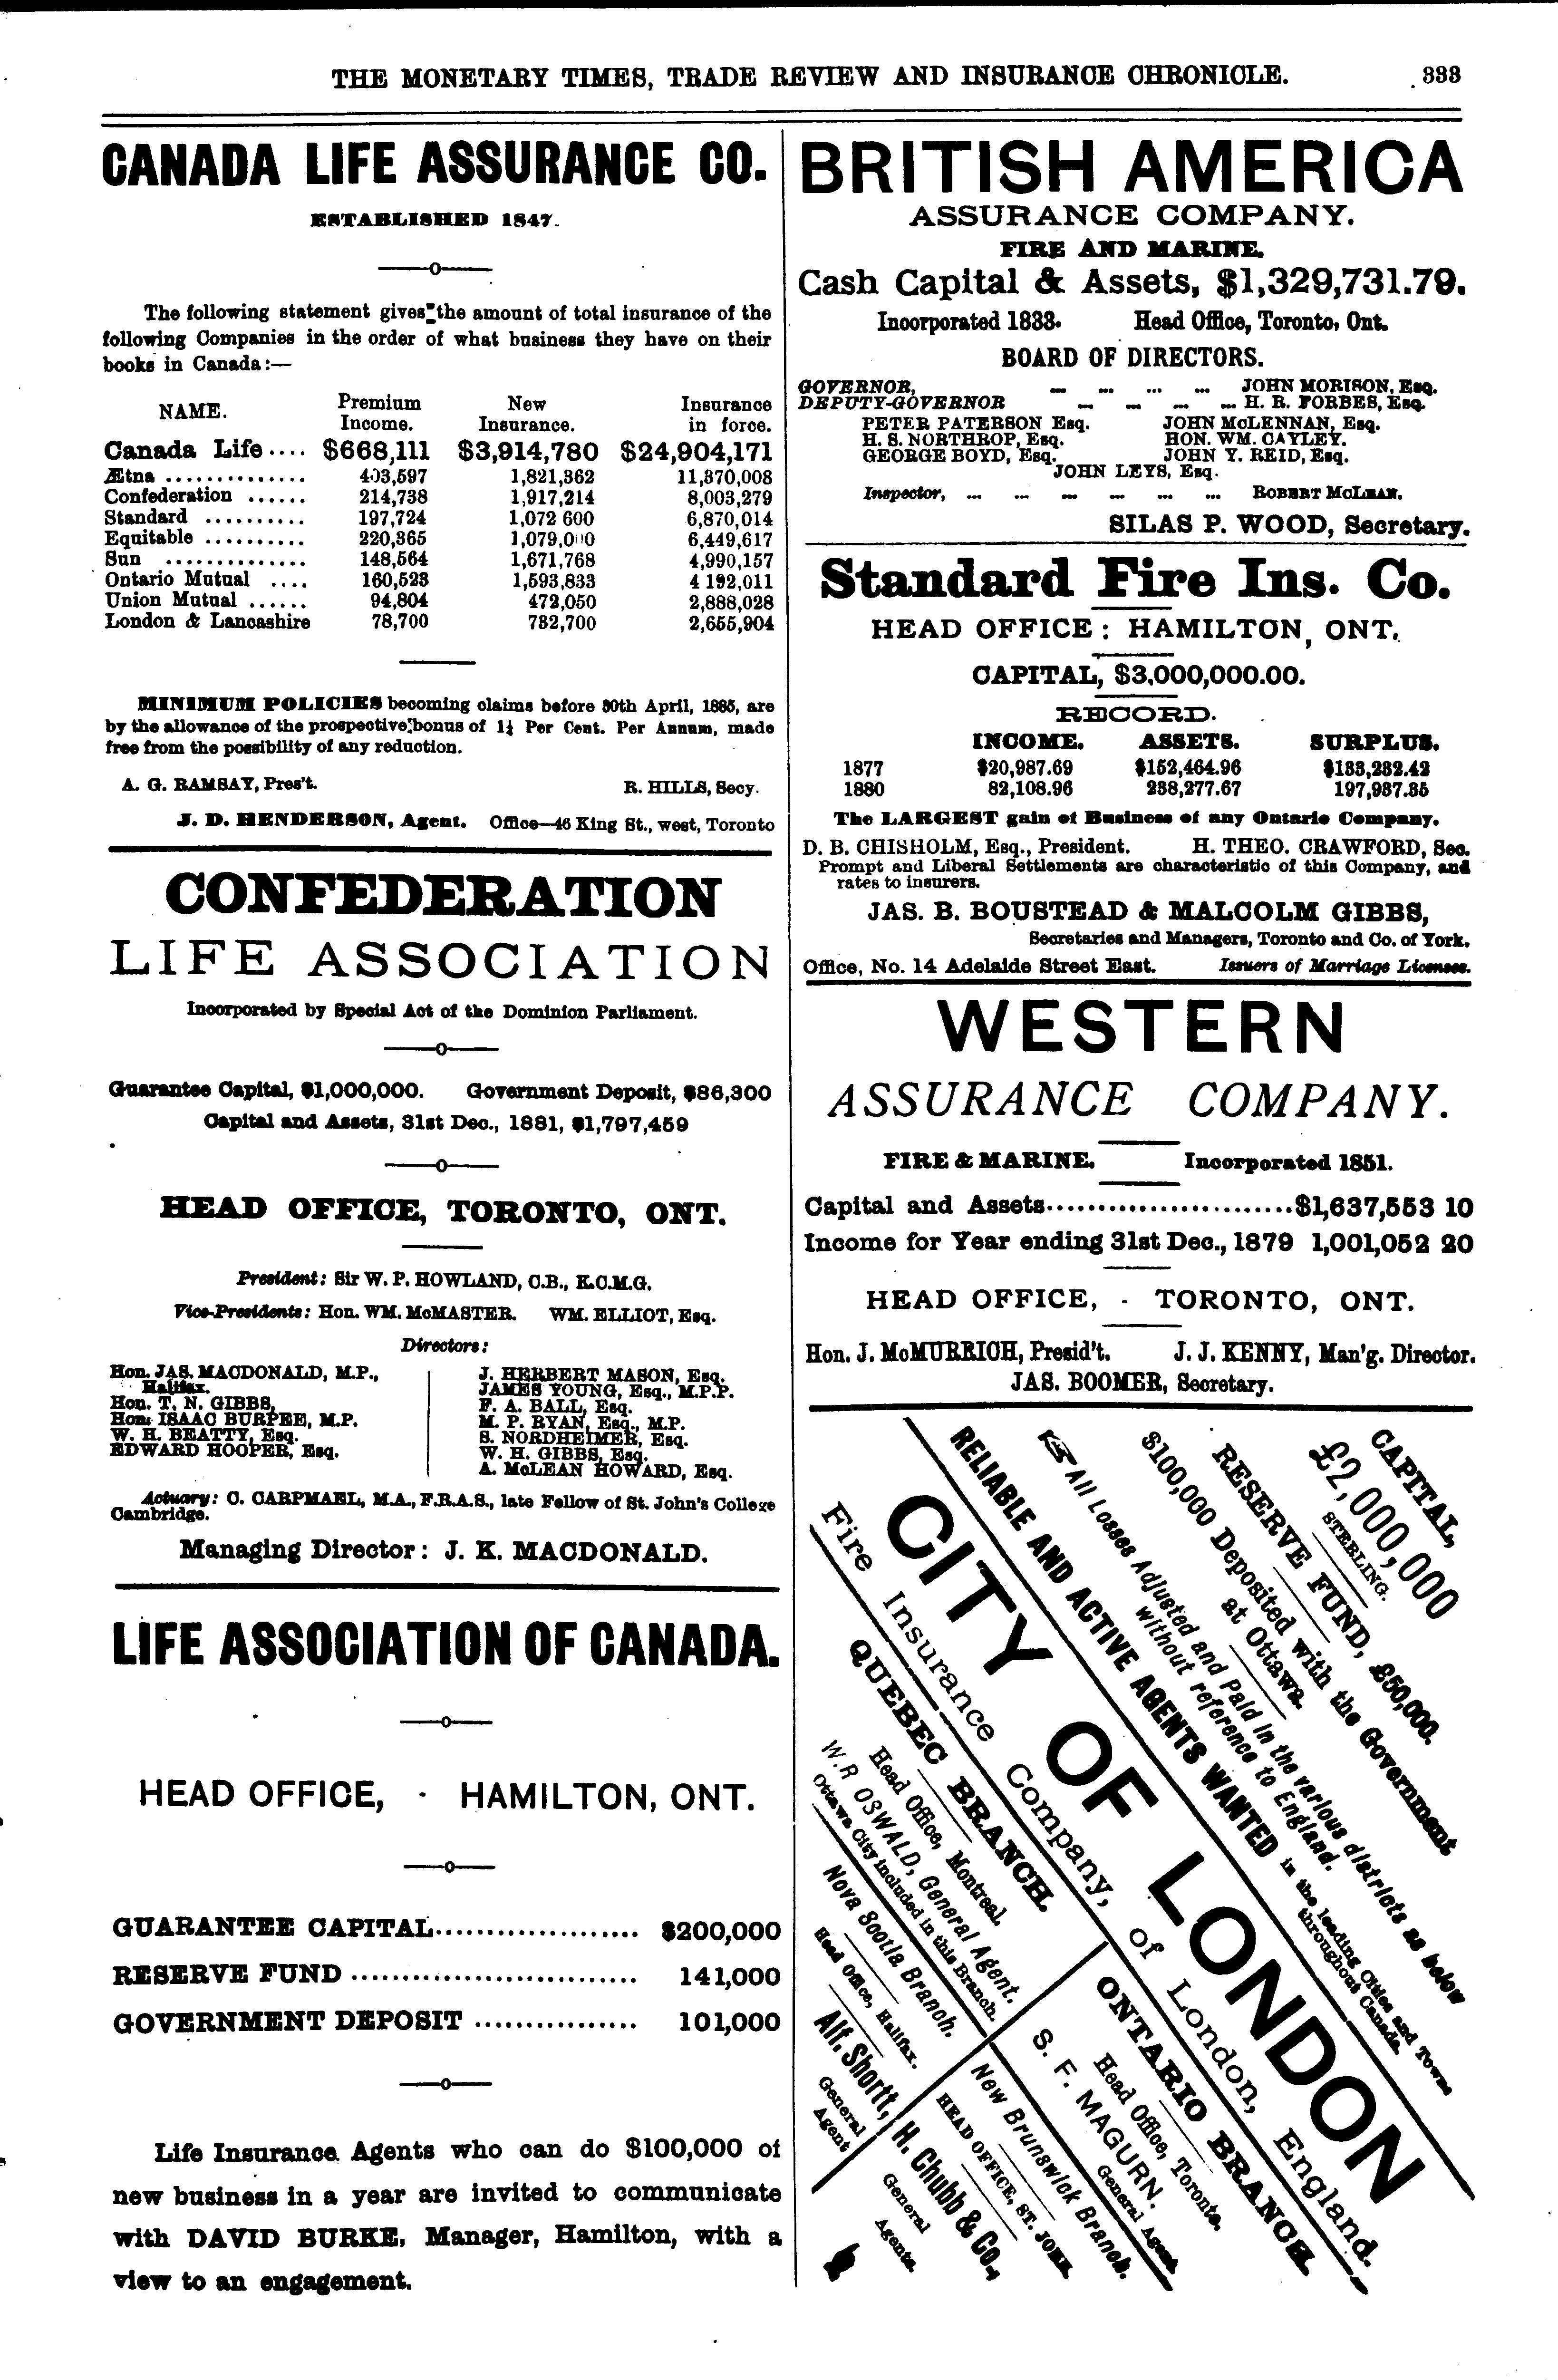 THE MONETARY TIMES, TRADE REVIEW AND INSURANCE CHRONICLE. 333
CANADA LIFE ASSURANCE CO.
ESTABLISHED 1847.
The following statement gives the amount of total insurance of the
following Companies in the order of what business they have on their
books in Canada:—
NAME. Premium Income. New Insurance. Insurance in force.
Canada Life.... $668,111 $3,914,780 $24,904,171
Ætna .............. 403,597 1,821,362 11,370,008
Confederation ...... 214,738 1,917,214 8,003,279
Standard .......... 197,724 1,072 600 6,870,014
Equitable .......... 220,365 1,079,000 6,449,617
Sun .............. 148,564 1,671,768 4,990,157
Ontario Mutual .... 160,523 1,593,833 4 192,011
Union Mutual ...... 94,804 472,050 2,888,028
London & Lancashire 78,700 782,700 2,655,904
MINIMUM POLICIES becoming claims before 30th April, 1885, are
by the allowance of the prospective bonus of 1¼ Per Cent. Per Annum, made
free from the possibility of any reduction.
A. G. RAMSAY, Pres't. R. HILLS, Secy.
J. D. HENDERSON, Agent. Office—46 King St., west, Toronto
CONFEDERATION
LIFE ASSOCIATION
Incorporated by Special Act of the Dominion Parliament.
Guarantee Capital, $1,000,000. Government Deposit, $86,300
Capital and Assets, 31st Dec., 1881, $1,797,459
HEAD OFFICE, TORONTO, ONT.
President: Sir W. P. HOWLAND, C.B., K.C.M.G.
Vice-Presidents: Hon. WM. McMASTER. WM. ELLIOT, Esq.
Directors:
Hon. JAS. MACDONALD, M.P.,
Halifax.
Hon. T. N. GIBBS,
Hon. ISAAC BURPEE, M.P.
W. H. BEATTY, Esq.
EDWARD HOOPER, Esq.
J. HERBERT MASON, Esq.
JAMES YOUNG, Esq., M.P.P.
F. A. BALL, Esq.
M. P. RYAN, Esq., M.P.
S. NORDHEIMER, Esq.
W. H. GIBBS, Esq.
A. McLEAN HOWARD, Esq.
Actuary: C. CARPMAEL, M.A., F.R.A.S., late Fellow of St. John's College
Cambridge.
Managing Director: J. K. MACDONALD.
LIFE ASSOCIATION OF CANADA.
HEAD OFFICE, - HAMILTON, ONT.
GUARANTEE CAPITAL.................... $200,000
RESERVE FUND ............................ 141,000
GOVERNMENT DEPOSIT ................ 101,000
Life Insurance Agents who can do $100,000 of
new business in a year are invited to communicate
with DAVID BURKE, Manager, Hamilton, with a
view to an engagement.
BRITISH AMERICA
ASSURANCE COMPANY.
FIRE AND MARINE.
Cash Capital & Assets, $1,329,731.79.
Incorporated 1833. Head Office, Toronto, Ont.
BOARD OF DIRECTORS.
GOVERNOR, – – ... ... JOHN MORISON, Esq.
DEPUTY-GOVERNOR – – ... ... H. R. FORBES, Esq.
PETER PATERSON Esq. JOHN McLENNAN, Esq.
H. S. NORTHROP, Esq. HON. WM. CAYLEY.
GEORGE BOYD, Esq. JOHN Y. REID, Esq.
JOHN LEYS, Esq.
Inspector, ... ... – – ... ... ROBERT McLEAN.
SILAS P. WOOD, Secretary.
Standard Fire Ins. Co.
HEAD OFFICE: HAMILTON, ONT.
CAPITAL, $3,000,000.00.
RECORD.
INCOME. ASSETS. SURPLUS.
1877 $20,987.69 $152,464.96 $133,232.42
1880 82,108.96 238,277.67 197,937.35
The LARGEST gain of Business of any Ontario Company.
D. B. CHISHOLM, Esq., President. H. THEO. CRAWFORD, Sec.
Prompt and Liberal Settlements are characteristic of this Company, and
rates to insurers.
JAS. B. BOUSTEAD & MALCOLM GIBBS,
Secretaries and Managers, Toronto and Co. of York.
Office, No. 14 Adelaide Street East. Issuers of Marriage Licenses.
WESTERN
ASSURANCE COMPANY.
FIRE & MARINE. Incorporated 1851.
Capital and Assets........................$1,637,553 10
Income for Year ending 31st Dec., 1879 1,001,052 20
HEAD OFFICE, - TORONTO, ONT.
Hon. J. McMURRICH, Presid't. J. J. KENNY, Man'g. Director.
JAS. BOOMER, Secretary.
CAPITAL,
£2,000,000
STERLING.
RESERVE FUND, £50,000.
$100,000 Deposited with the Government
at Ottawa.
All Losses Adjusted and Paid in the various districts as below
without reference to England.
RELIABLE AND ACTIVE AGENTS WANTED in the leading Cities and Towns
throughout Canada.
CITY OF LONDON
Fire Insurance Company, of London, England.
QUEBEC BRANCH.
Head Office, Montreal.
W. R OSWALD, General Agent.
Ottawa City included in this Branch.
ONTARIO BRANCH.
Head Office, Toronto.
S. F. MAGURN.
General Agent.
Nova Scotia Branch.
Head Office, Halifax.
Alf. Shortt,
General
Agent
New Brunswick Branch.
HEAD OFFICE, ST. JOHN.
H. Chubb & Co.,
General
Agents.